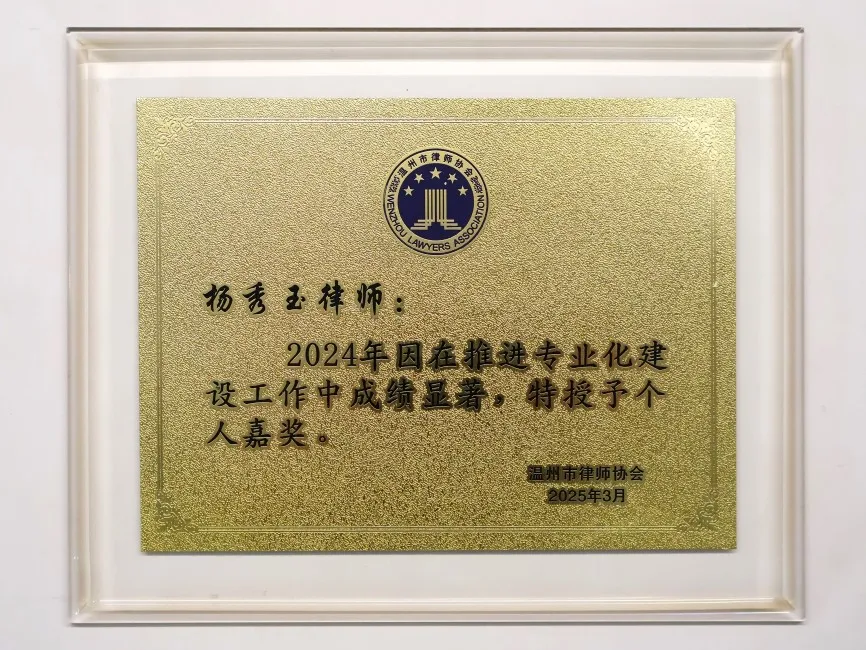 温州市律师协会
WENZHOU LAWYERS ASSOCIATION
杨秀玉律师：
2024年因在推进专业化建
设工作中成绩显著，特授予个
人嘉奖。
温州市律师协会
2025年3月